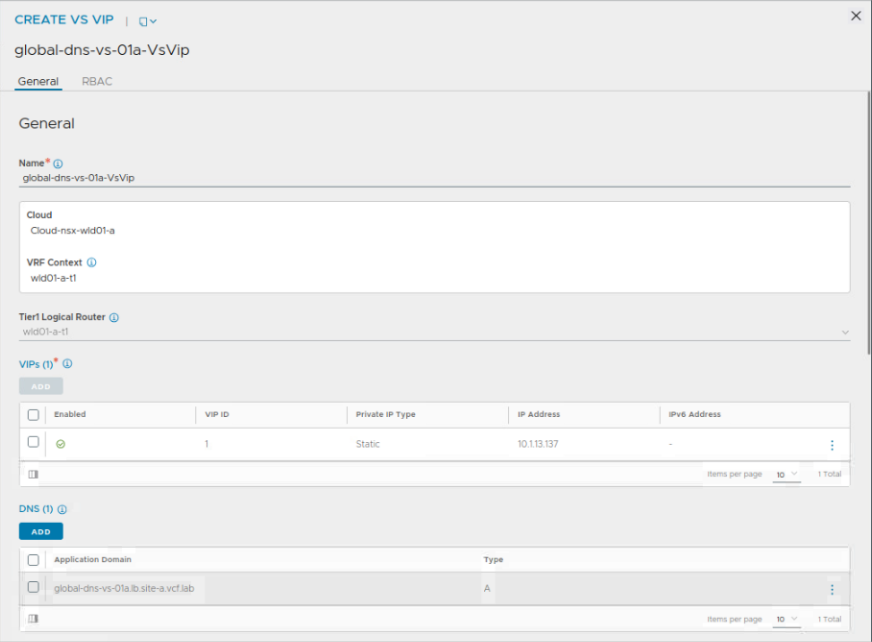 CREATE VS VIP |
global-dns-vs-01a-VsVip
General RBAC
General
Name*
global-dns-vs-01a-VsVip
Cloud
Cloud-nsx-wld01-a
VRF Context
wld01-a-t1
Tier1 Logical Router
wld01-a-t1
VIPs (1)*
ADD
Enabled VIP ID Private IP Type IP Address IPv6 Address
1 Static 10.1.13.137 -
Items per page 10 1 Total
DNS (1)
ADD
Application Domain Type
global-dns-vs-01a.lb.site-a.vcf.lab A
Items per page 10 1 Total